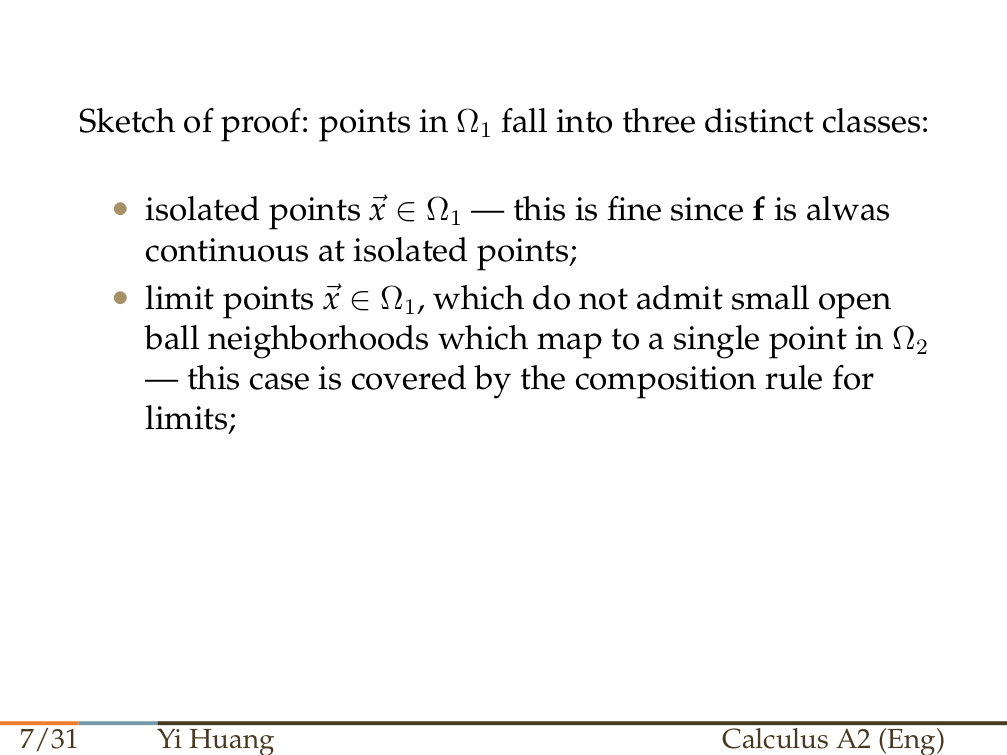 Sketch of proof: points in Ω₁ fall into three distinct classes:
• isolated points x⃗ ∈ Ω₁ — this is fine since f is alwas
continuous at isolated points;
• limit points x⃗ ∈ Ω₁, which do not admit small open
ball neighborhoods which map to a single point in Ω₂
— this case is covered by the composition rule for
limits;
7/31 Yi Huang Calculus A2 (Eng)